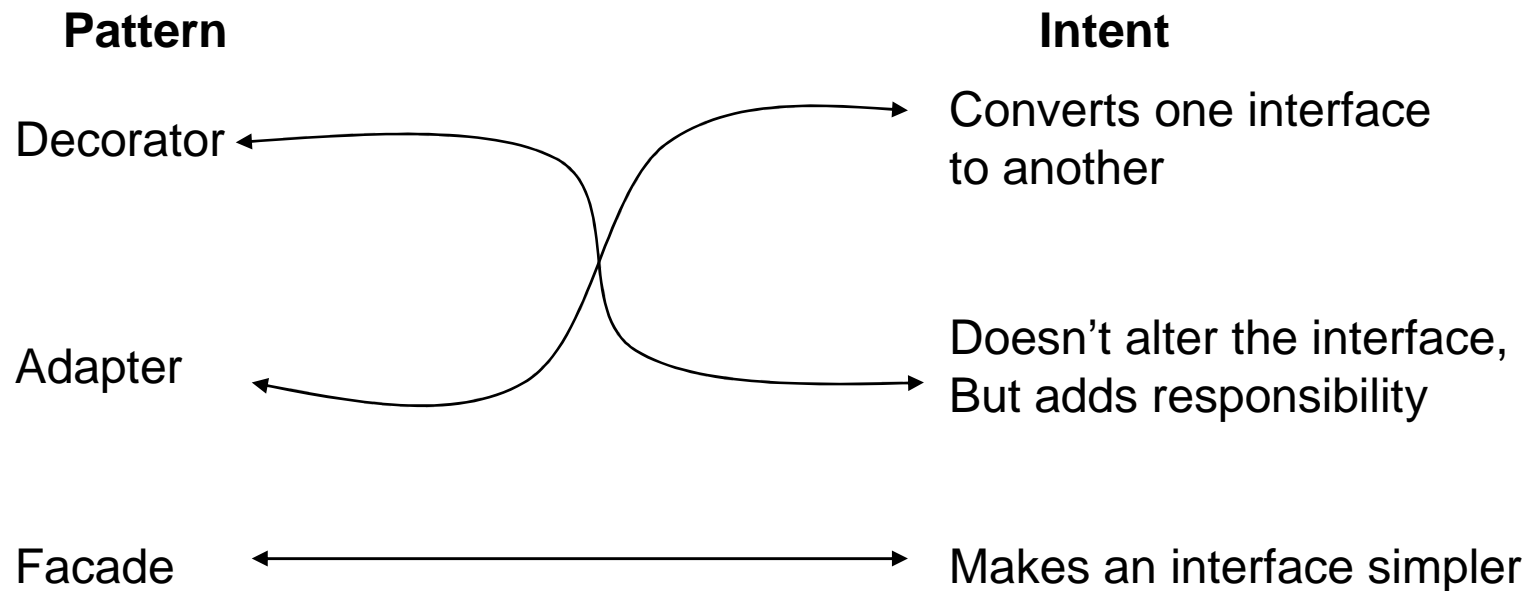 Pattern Intent
Decorator
Converts one interface
to another
Adapter
Doesn’t alter the interface,
But adds responsibility
Facade
Makes an interface simpler